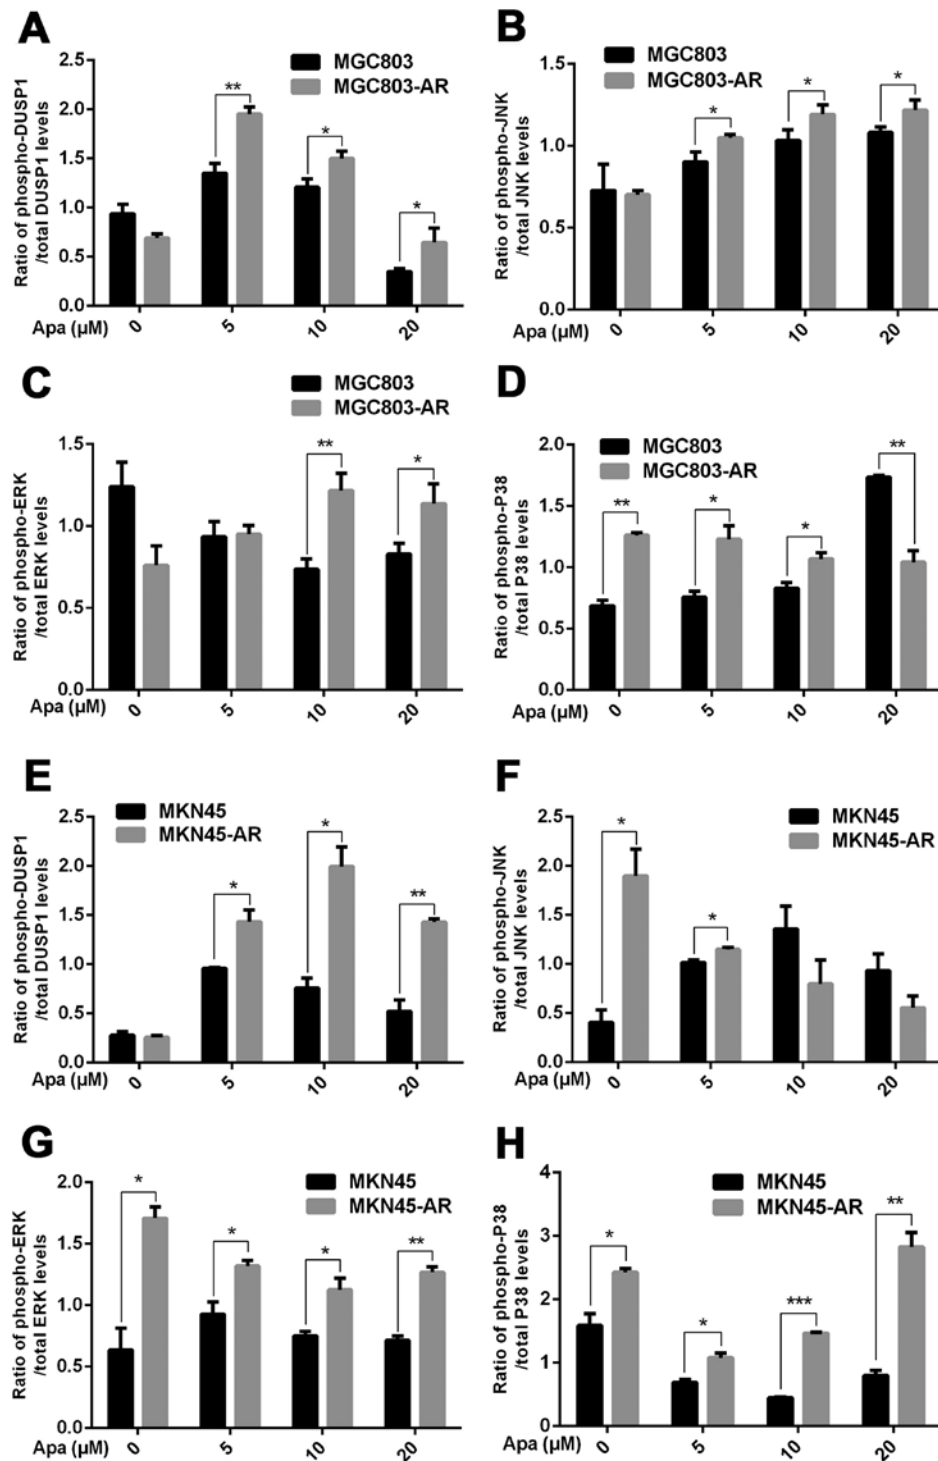 A
MGC803
MGC803-AR
Ratio of phospho-DUSP1
/total DUSP1 levels
2.5
2.0
1.5
1.0
0.5
0.0
**
*
*
Apa (µM)
0
5
10
20
B
MGC803
MGC803-AR
Ratio of phospho-JNK
/total JNK levels
1.5
1.0
0.5
0.0
*
*
*
Apa (µM)
0
5
10
20
C
MGC803
MGC803-AR
Ratio of phospho-ERK
/total ERK levels
1.5
1.0
0.5
0.0
**
*
Apa (µM)
0
5
10
20
D
MGC803
MGC803-AR
Ratio of phospho-P38
/total P38 levels
2.0
1.5
1.0
0.5
0.0
**
*
*
**
Apa (µM)
0
5
10
20
E
MKN45
MKN45-AR
Ratio of phospho-DUSP1
/total DUSP1 levels
2.5
2.0
1.5
1.0
0.5
0.0
*
*
**
Apa (µM)
0
5
10
20
F
MKN45
MKN45-AR
Ratio of phospho-JNK
/total JNK levels
2.5
2.0
1.5
1.0
0.5
0.0
*
*
Apa (µM)
0
5
10
20
G
MKN45
MKN45-AR
Ratio of phospho-ERK
/total ERK levels
2.0
1.5
1.0
0.5
0.0
*
*
*
**
Apa (µM)
0
5
10
20
H
MKN45
MKN45-AR
Ratio of phospho-P38
/total P38 levels
4
3
2
1
0
*
*
***
**
Apa (µM)
0
5
10
20